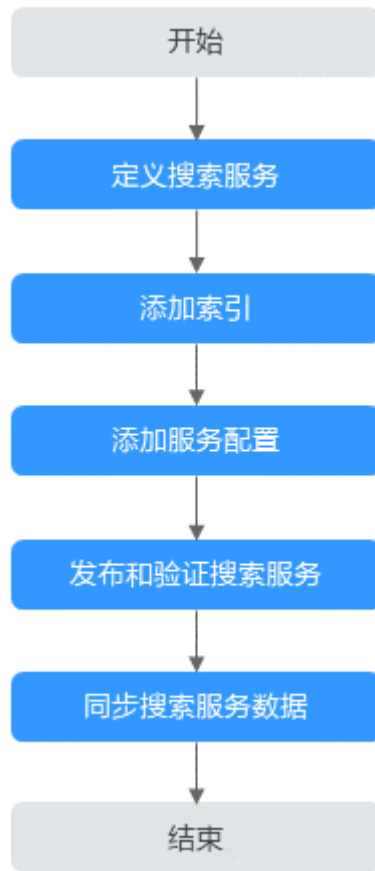 开始
定义搜索服务
添加索引
添加服务配置
发布和验证搜索服务
同步搜索服务数据
结束